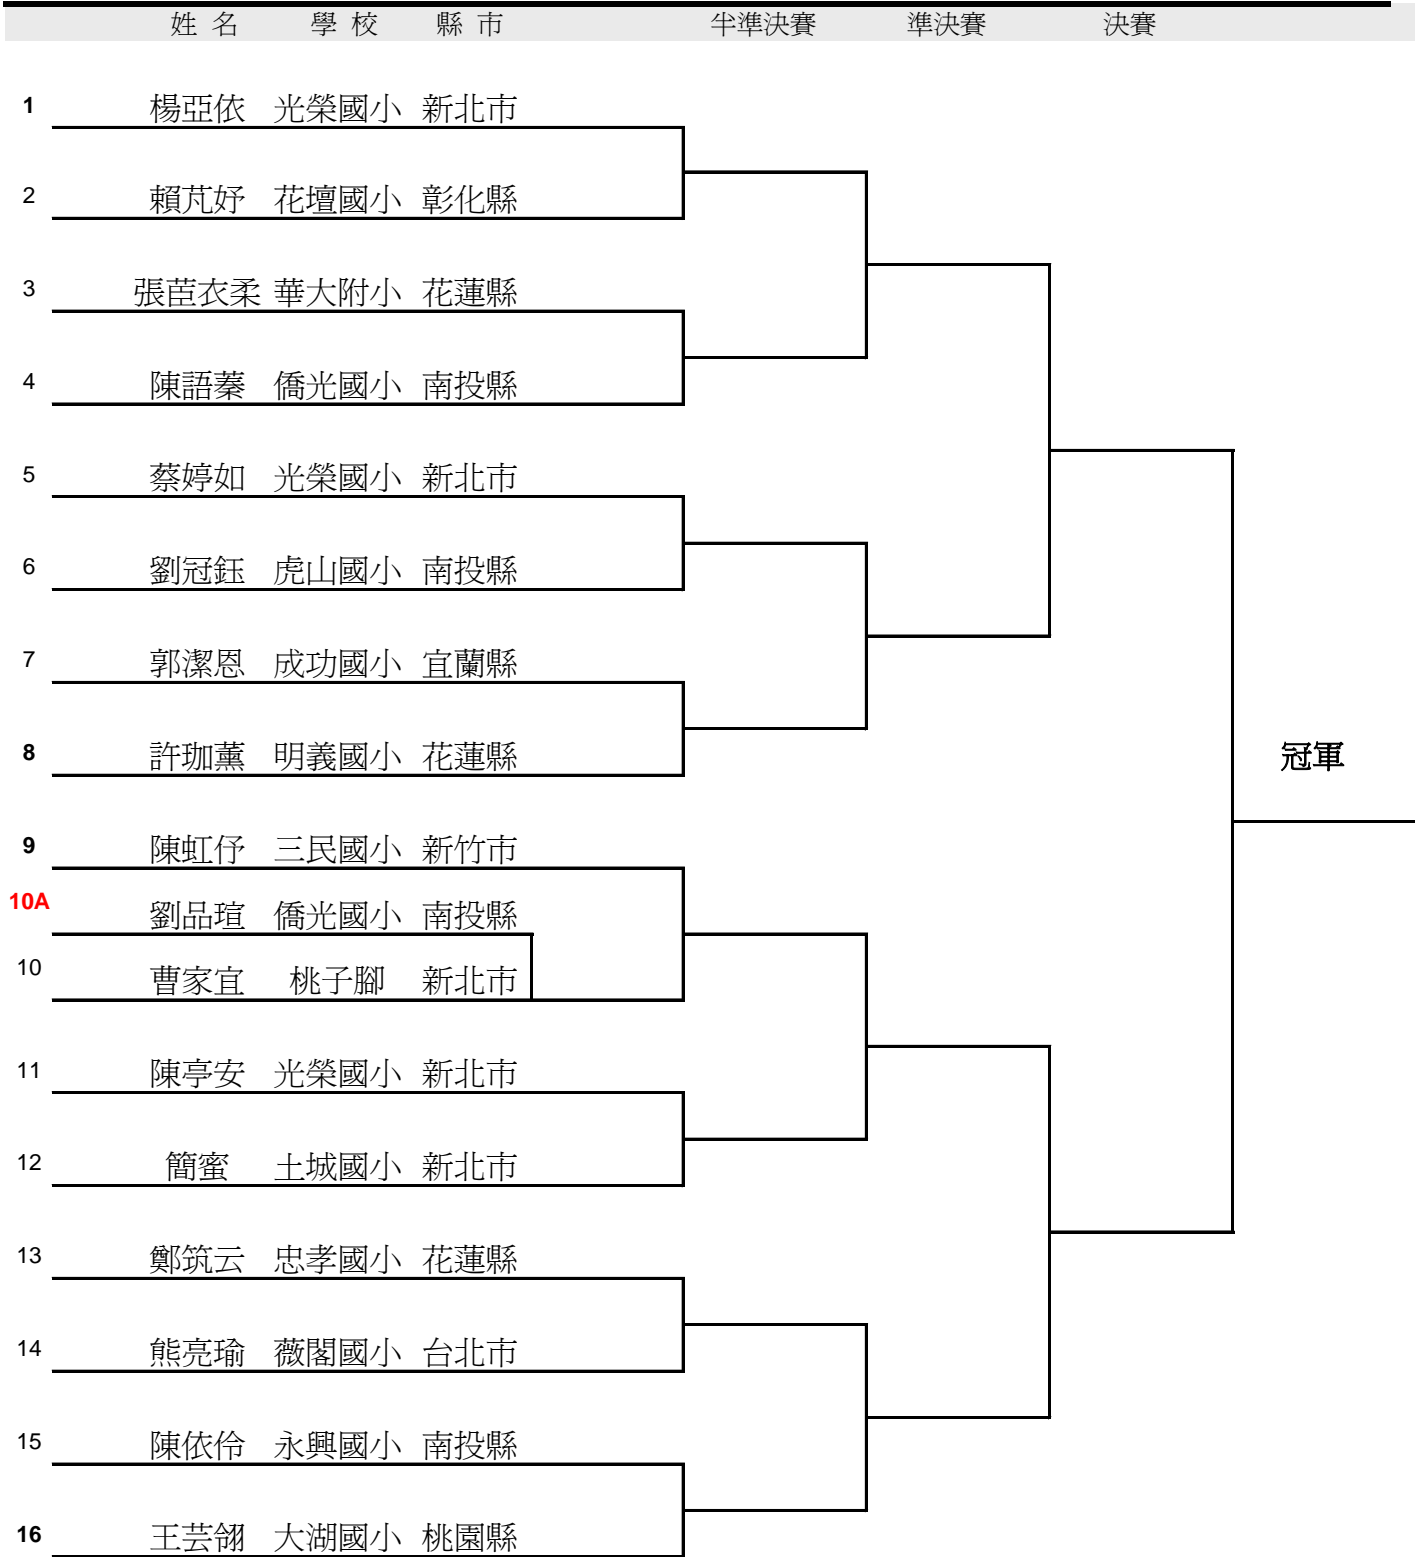 姓 名 學 校 縣 市 半準決賽 準決賽 決賽
1 楊亞依 光榮國小 新北市
2 賴芃妤 花壇國小 彰化縣
3 張莒衣柔 華大附小 花蓮縣
4 陳語蓁 僑光國小 南投縣
5 蔡婷如 光榮國小 新北市
6 劉冠鈺 虎山國小 南投縣
7 郭潔恩 成功國小 宜蘭縣
8 許珈薰 明義國小 花蓮縣
冠軍
9 陳虹伃 三民國小 新竹市
10A 劉品瑄 僑光國小 南投縣
10 曹家宜 桃子腳 新北市
11 陳亭安 光榮國小 新北市
12 簡蜜 土城國小 新北市
13 鄭筑云 忠孝國小 花蓮縣
14 熊亮瑜 薇閣國小 台北市
15 陳依伶 永興國小 南投縣
16 王芸翎 大湖國小 桃園縣